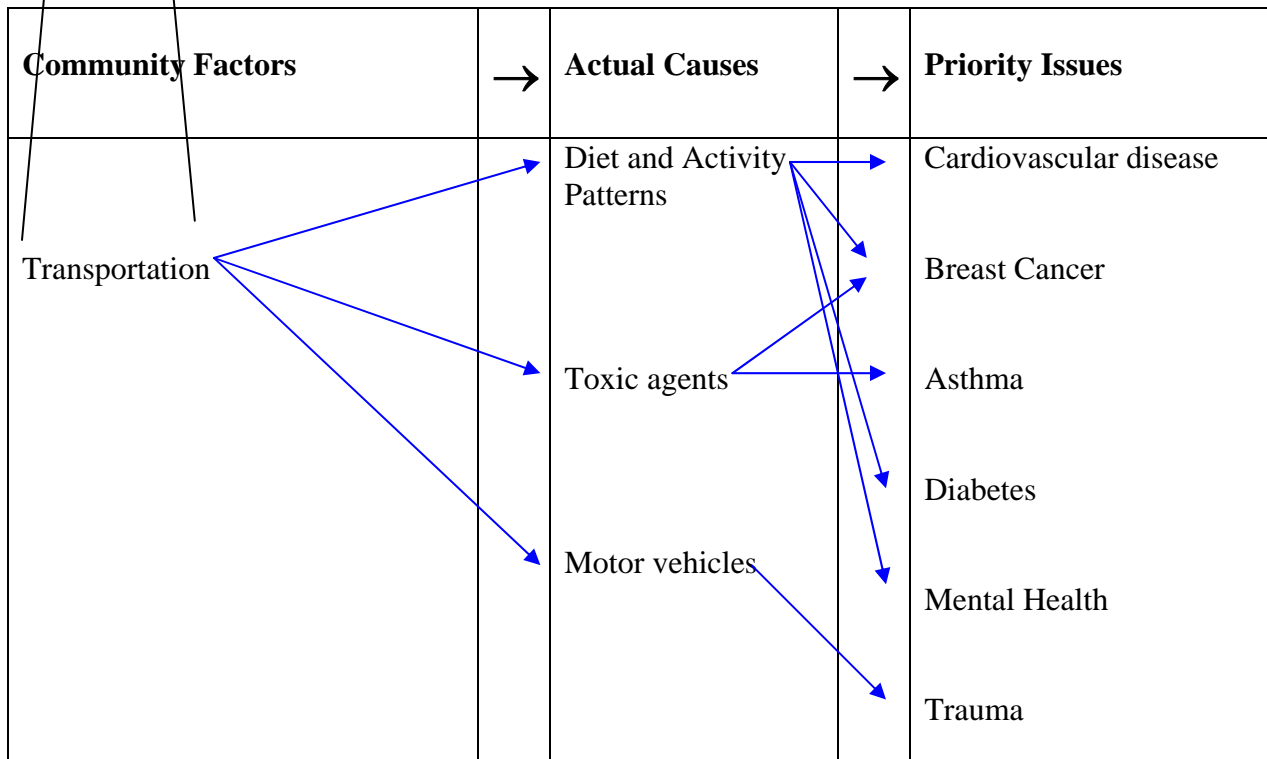 Community Factors → Actual Causes → Priority Issues
Diet and Activity Patterns
Cardiovascular disease
Transportation
Breast Cancer
Toxic agents
Asthma
Diabetes
Motor vehicles
Mental Health
Trauma